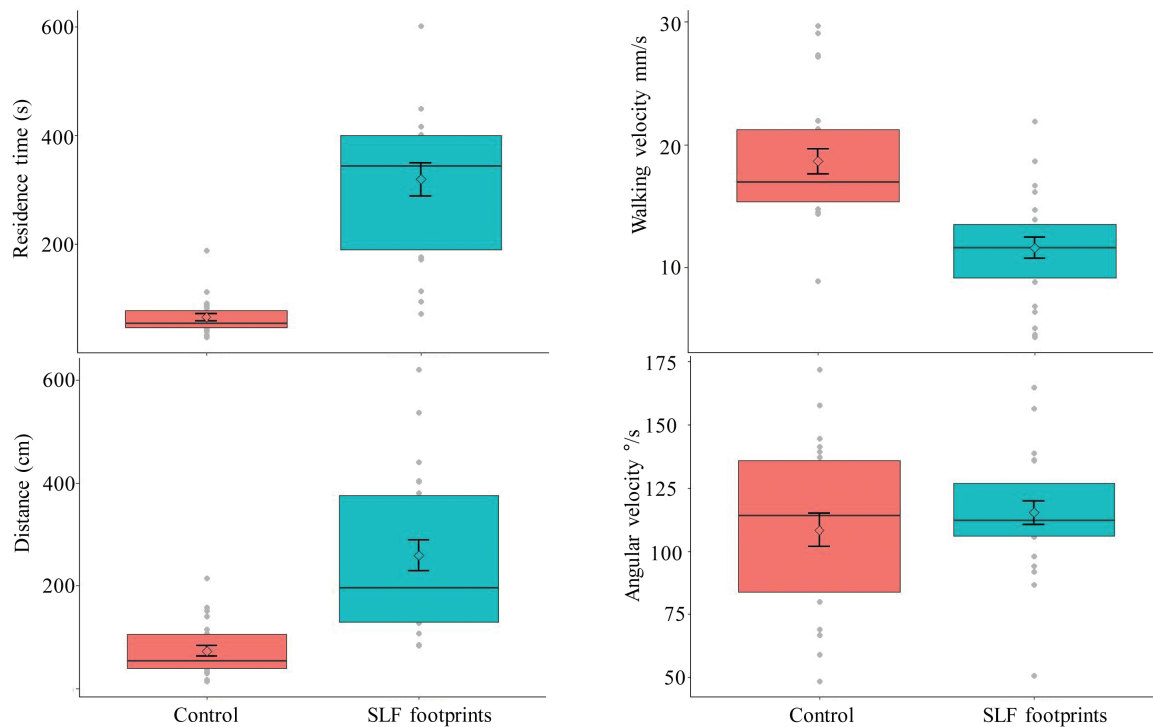 Residence time (s)
600
400
200
Walking velocity mm/s
30
20
10
Distance (cm)
600
400
200
Angular velocity °/s
175
150
125
100
75
50
Control
SLF footprints
Control
SLF footprints